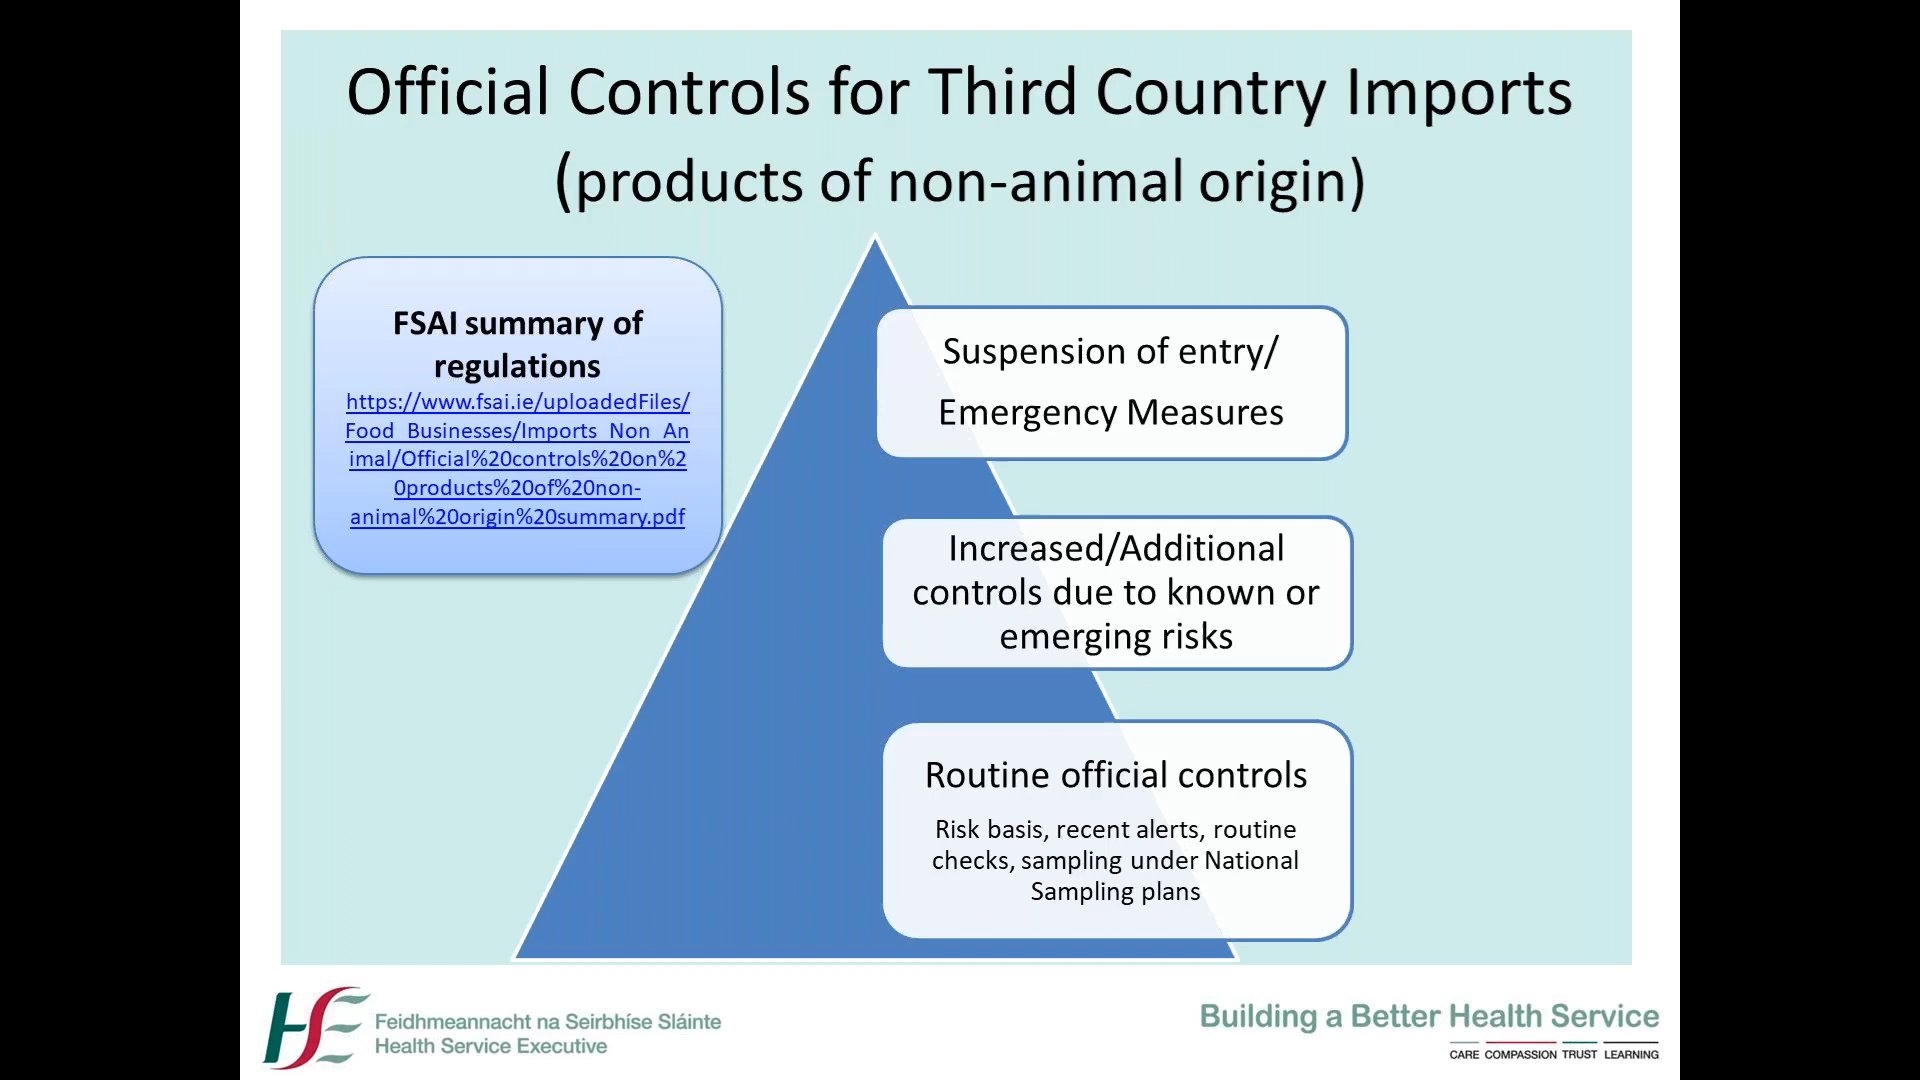 Official Controls for Third Country Imports
(products of non-animal origin)
FSAI summary of
regulations
https://www.fsai.ie/uploadedFiles/
Food_Businesses/Imports_Non_An
imal/Official%20controls%20on%2
0products%20of%20non-
animal%20origin%20summary.pdf
Suspension of entry/
Emergency Measures
Increased/Additional
controls due to known or
emerging risks
Routine official controls
Risk basis, recent alerts, routine
checks, sampling under National
Sampling plans
HSE
Feidhmeannacht na Seirbhíse Sláinte
Health Service Executive
Building a Better Health Service
CARE COMPASSION TRUST LEARNING